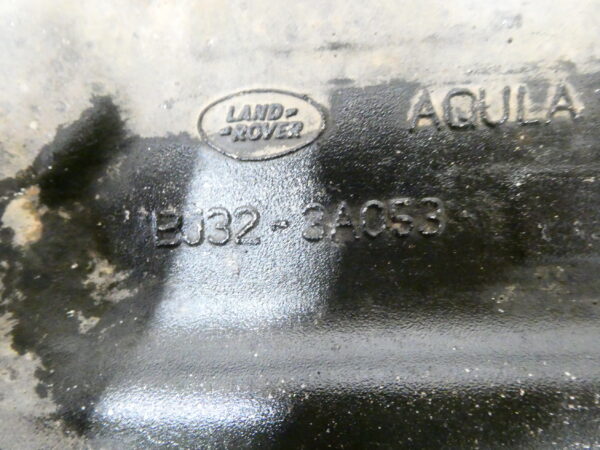 LAND-
-ROVER
AQULA
BJ32-3A053-